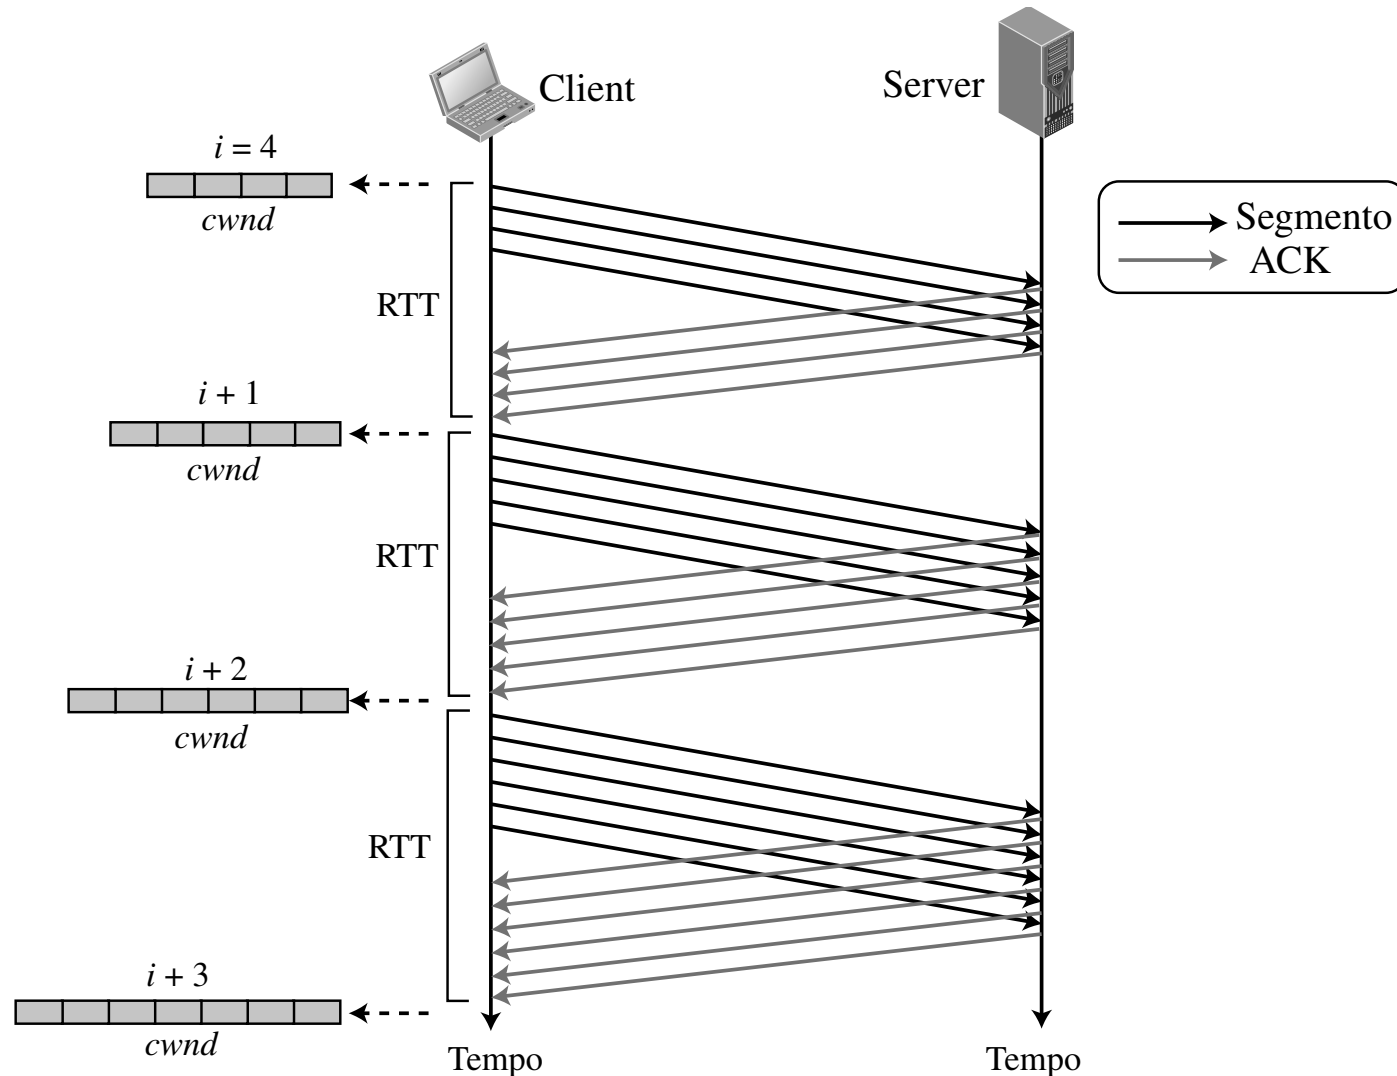 Client
Server
i = 4
cwnd
Segmento
ACK
RTT
i + 1
cwnd
RTT
i + 2
cwnd
RTT
i + 3
cwnd
Tempo
Tempo